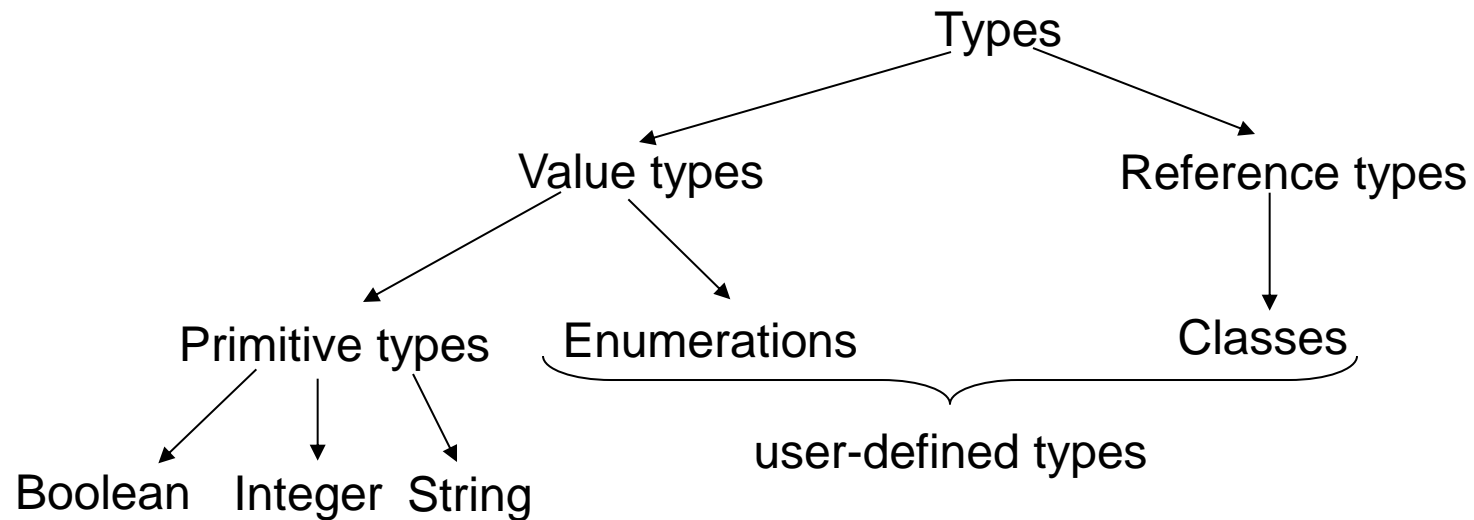 Types
Value types
Reference types
Primitive types
Enumerations
Classes
user-defined types
Boolean
Integer
String